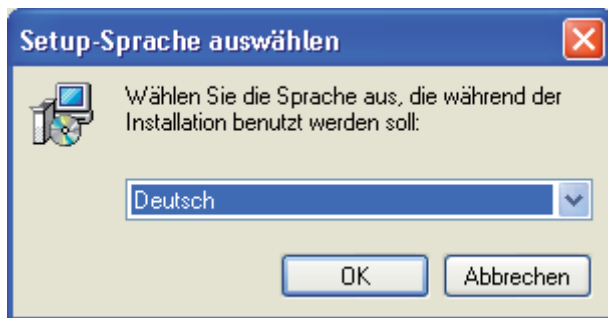 Setup-Sprache auswählen
Wählen Sie die Sprache aus, die während der
Installation benutzt werden soll:
Deutsch
OK
Abbrechen